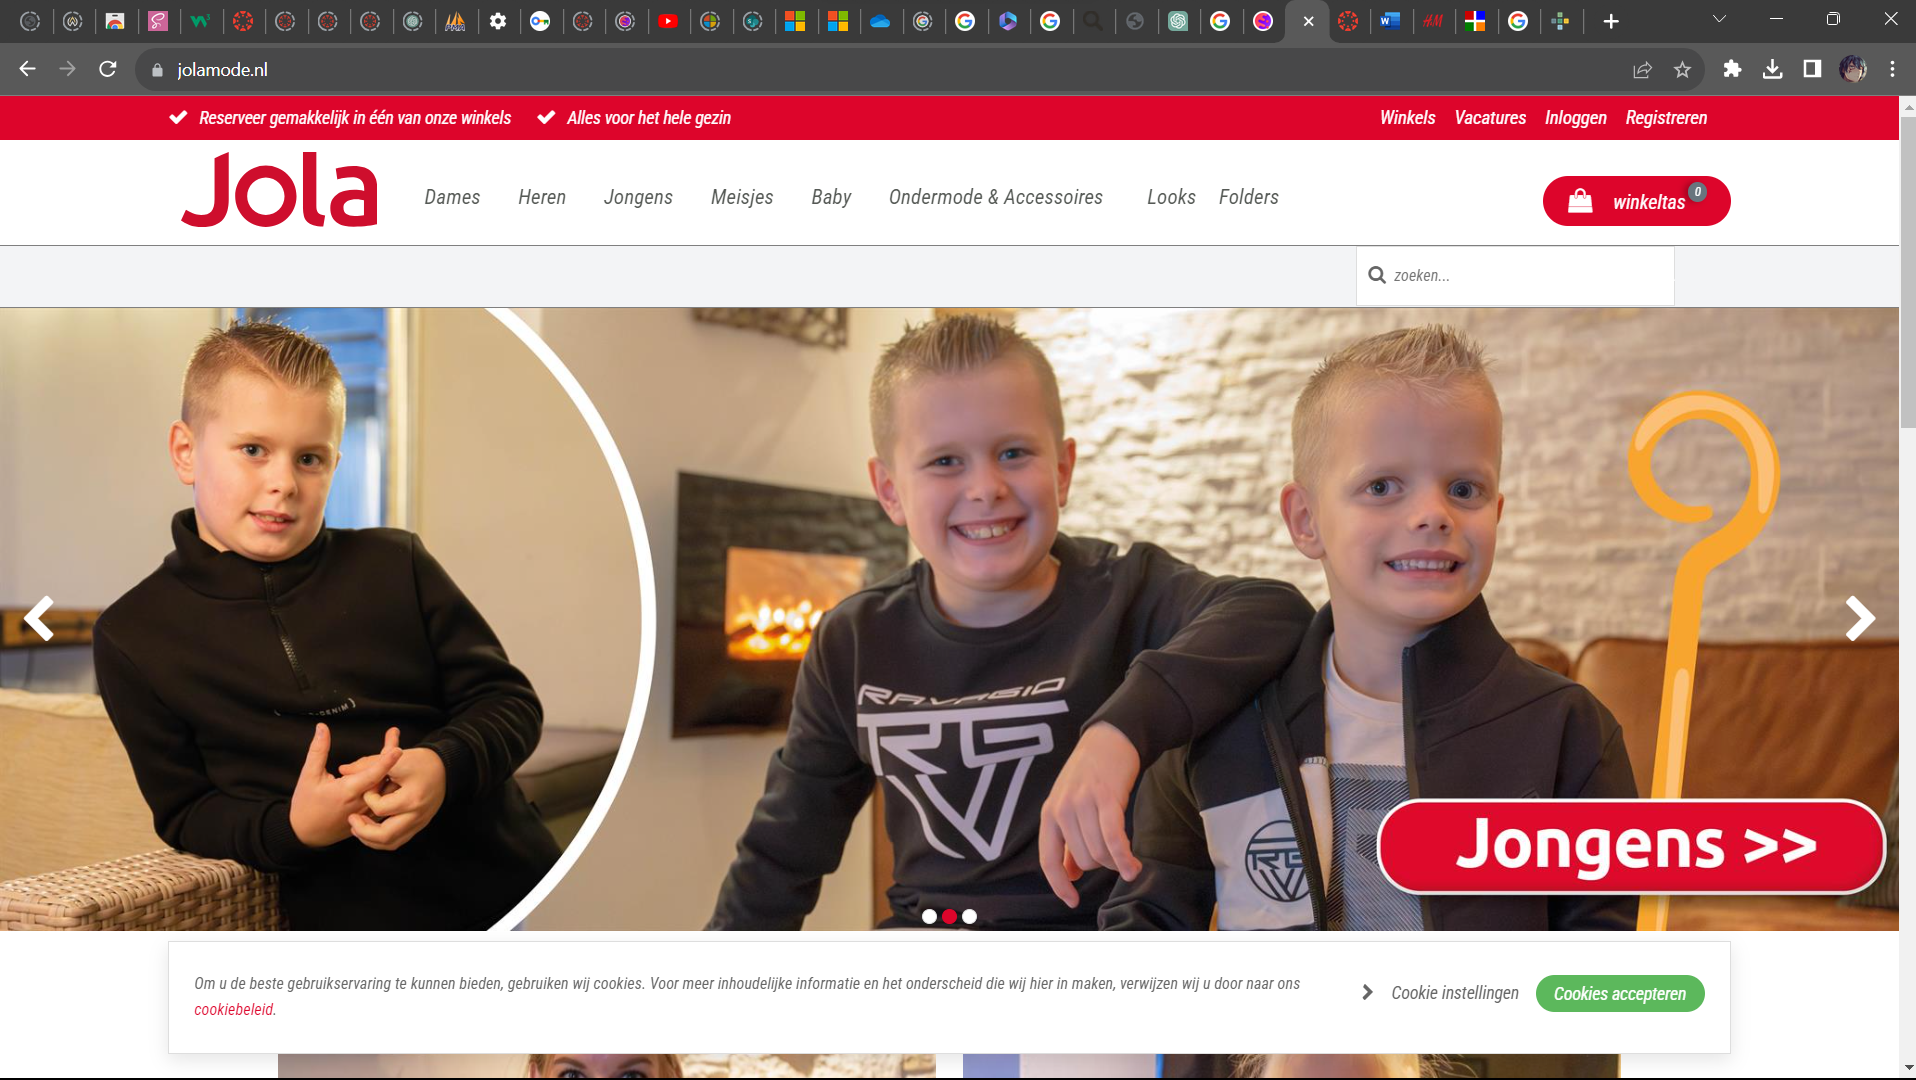 jolamode.nl
Reserveer gemakkelijk in één van onze winkels
Alles voor het hele gezin
Winkels
Vacatures
Inloggen
Registreren
Jola
Dames
Heren
Jongens
Meisjes
Baby
Ondermode & Accessoires
Looks
Folders
winkeltas
0
zoeken...
RAVAGIO
RG
Jongens >>
Om u de beste gebruikservaring te kunnen bieden, gebruiken wij cookies. Voor meer inhoudelijke informatie en het onderscheid die wij hier in maken, verwijzen wij u door naar ons
cookiebeleid.
Cookie instellingen
Cookies accepteren